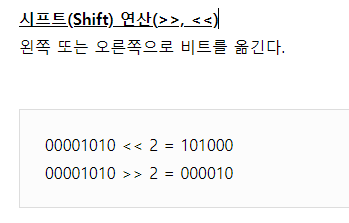 시프트(Shift) 연산(>>, <<)
왼쪽 또는 오른쪽으로 비트를 옮긴다.
00001010 << 2 = 101000
00001010 >> 2 = 000010